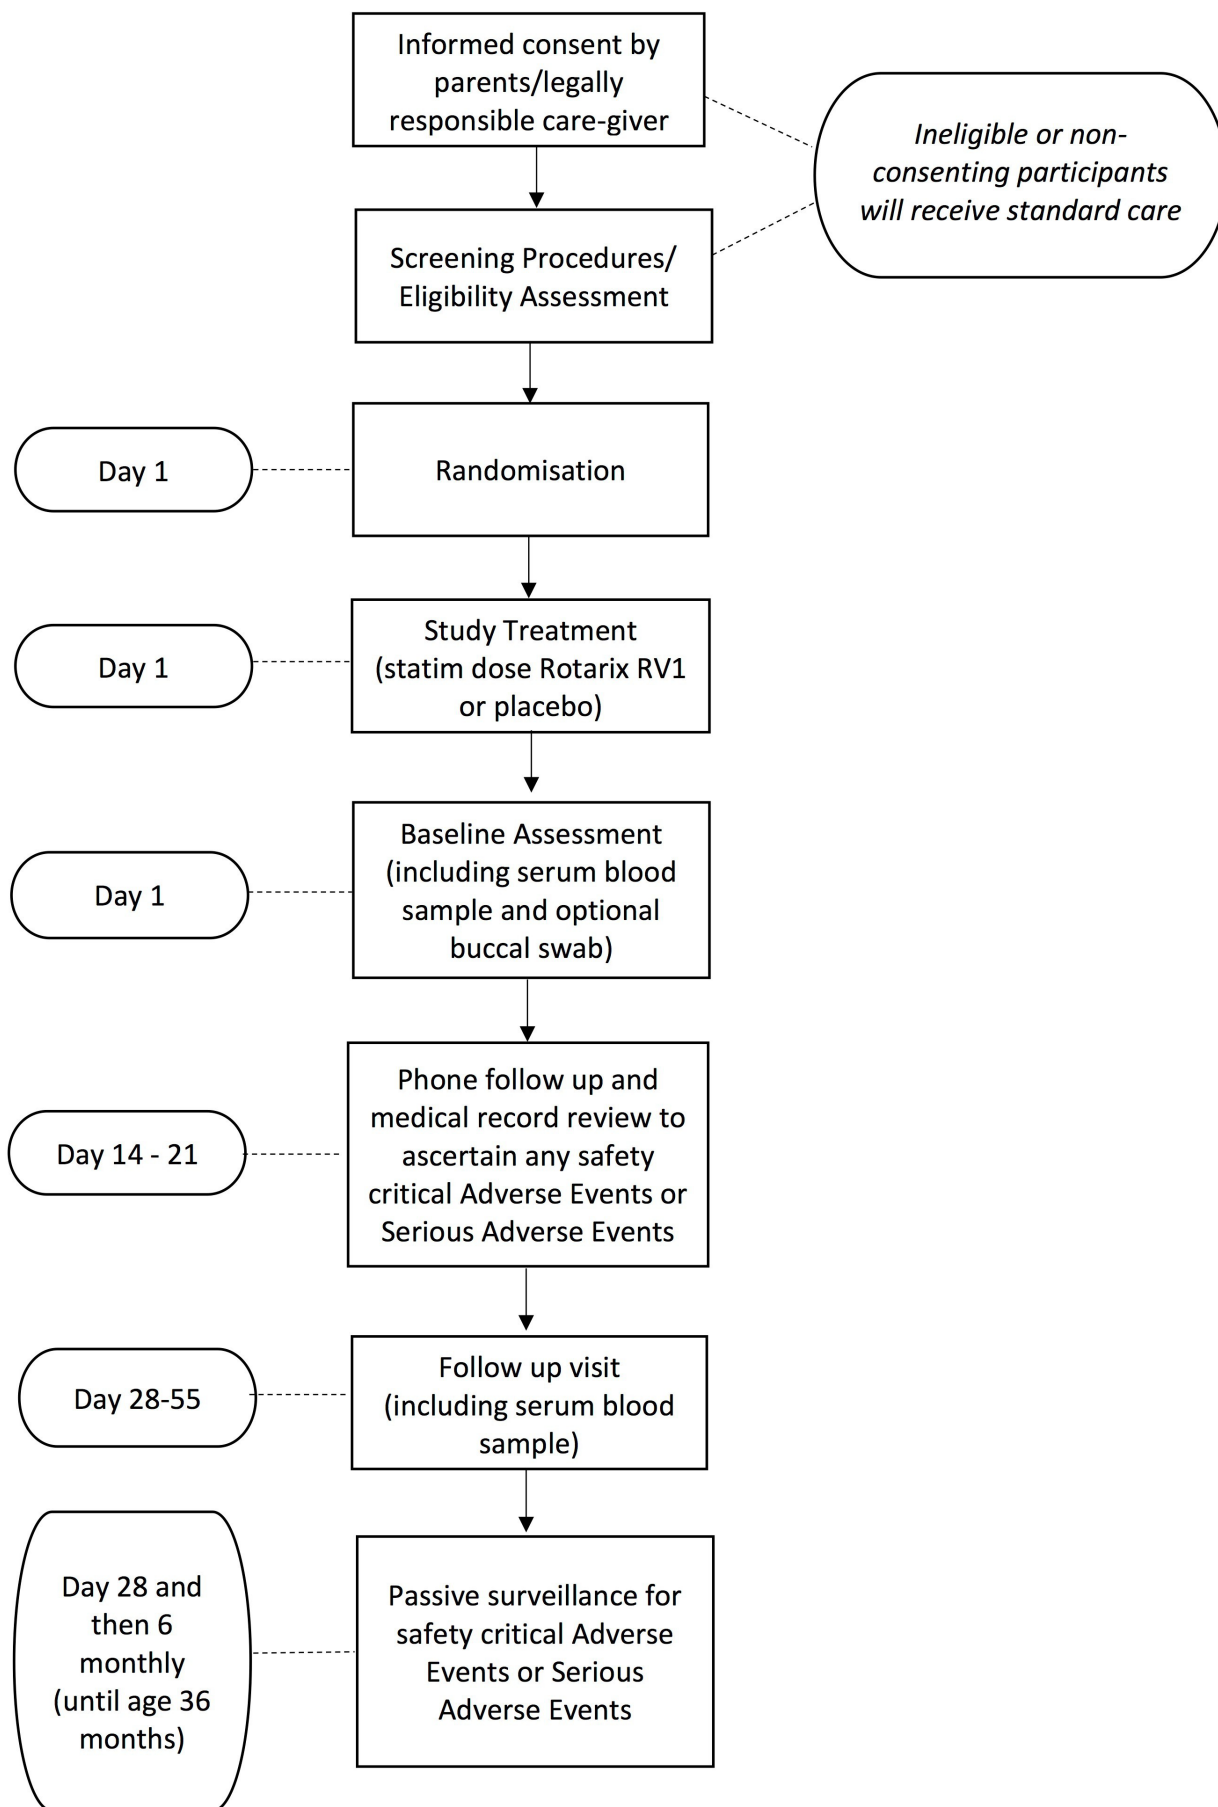 Informed consent by
parents/legally
responsible care-giver
Ineligible or non-
consenting participants
will receive standard care
Screening Procedures/
Eligibility Assessment
Day 1
Randomisation
Day 1
Study Treatment
(statim dose Rotarix RV1
or placebo)
Day 1
Baseline Assessment
(including serum blood
sample and optional
buccal swab)
Day 14 - 21
Phone follow up and
medical record review to
ascertain any safety
critical Adverse Events or
Serious Adverse Events
Day 28-55
Follow up visit
(including serum blood
sample)
Day 28 and
then 6
monthly
(until age 36
months)
Passive surveillance for
safety critical Adverse
Events or Serious
Adverse Events